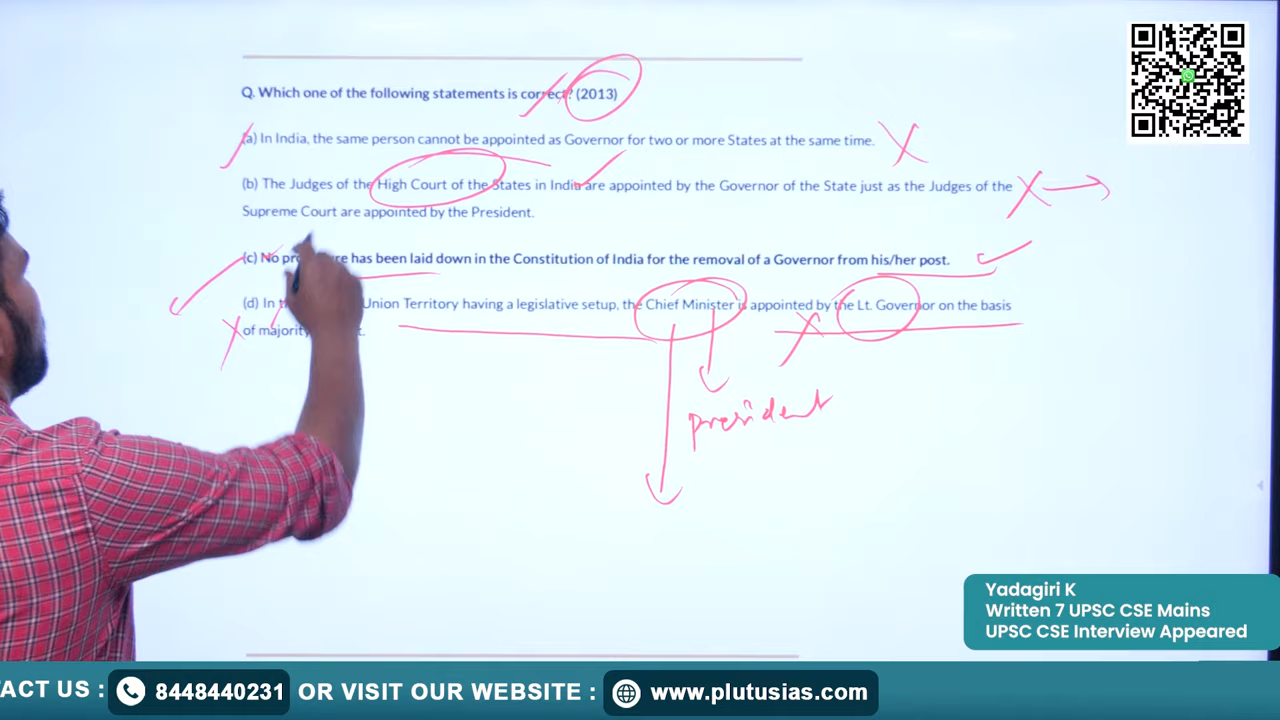 Q. Which one of the following statements is correct? (2013)
(a) In India, the same person cannot be appointed as Governor for two or more States at the same time.
(b) The Judges of the High Court of the States in India are appointed by the Governor of the State just as the Judges of the
Supreme Court are appointed by the President.
(c) No has been laid down in the Constitution of India for the removal of a Governor from his/her post.
(d) In Union Territory having a legislative setup, the Chief Minister is appointed by the Lt. Governor on the basis
of majority
president
Yadagiri K
Written 7 UPSC CSE Mains
UPSC CSE Interview Appeared
TACT US : 8448440231 OR VISIT OUR WEBSITE : www.plutusias.com